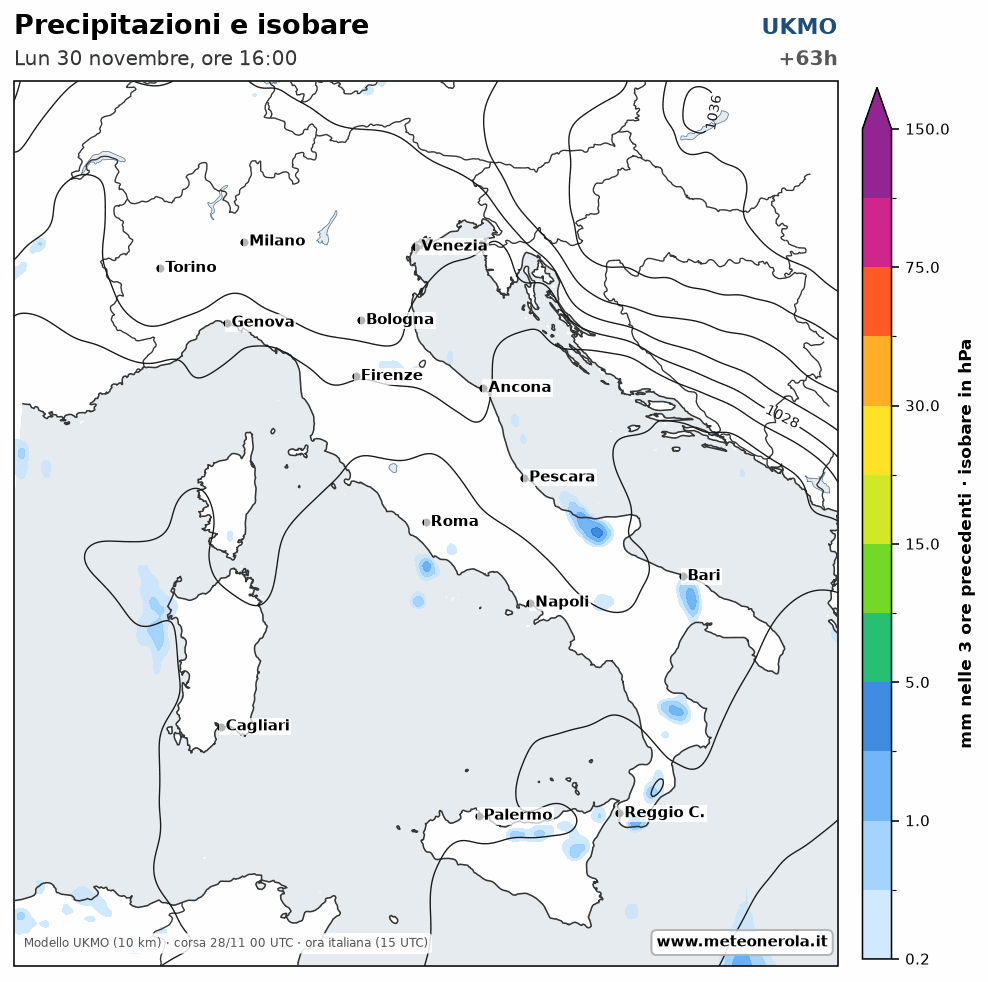 Precipitazioni e isobare
UKMO
Lun 30 novembre, ore 16:00
+63h
1036
150.0
Milano
Venezia
Torino
75.0
Genova
Bologna
Firenze
Ancona
30.0
1028
Pescara
Roma
15.0
Bari
Napoli
5.0
Cagliari
Palermo
Reggio C.
1.0
mm nelle 3 ore precedenti · isobare in hPa
Modello UKMO (10 km) · corsa 28/11 00 UTC · ora italiana (15 UTC)
www.meteonerola.it
0.2